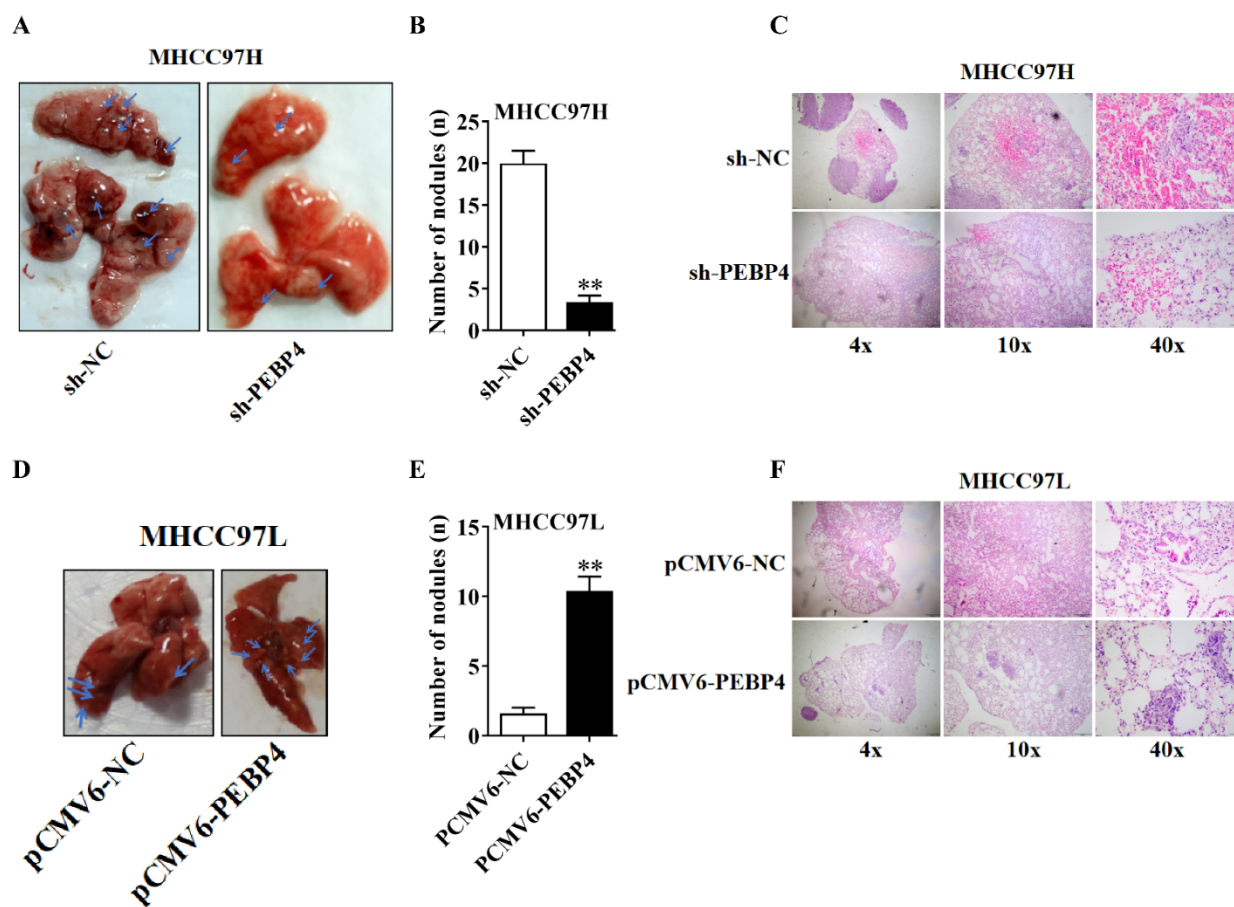 A
MHCC97H
sh-NC
sh-PEBP4
B
MHCC97H
Number of nodules (n)
25
20
15
10
5
0
**
sh-NC
sh-PEBP4
C
MHCC97H
sh-NC
sh-PEBP4
4x
10x
40x
D
MHCC97L
pCMV6-NC
pCMV6-PEBP4
E
MHCC97L
Number of nodules (n)
15
10
5
0
**
PCMV6-NC
PCMV6-PEBP4
F
MHCC97L
pCMV6-NC
pCMV6-PEBP4
4x
10x
40x